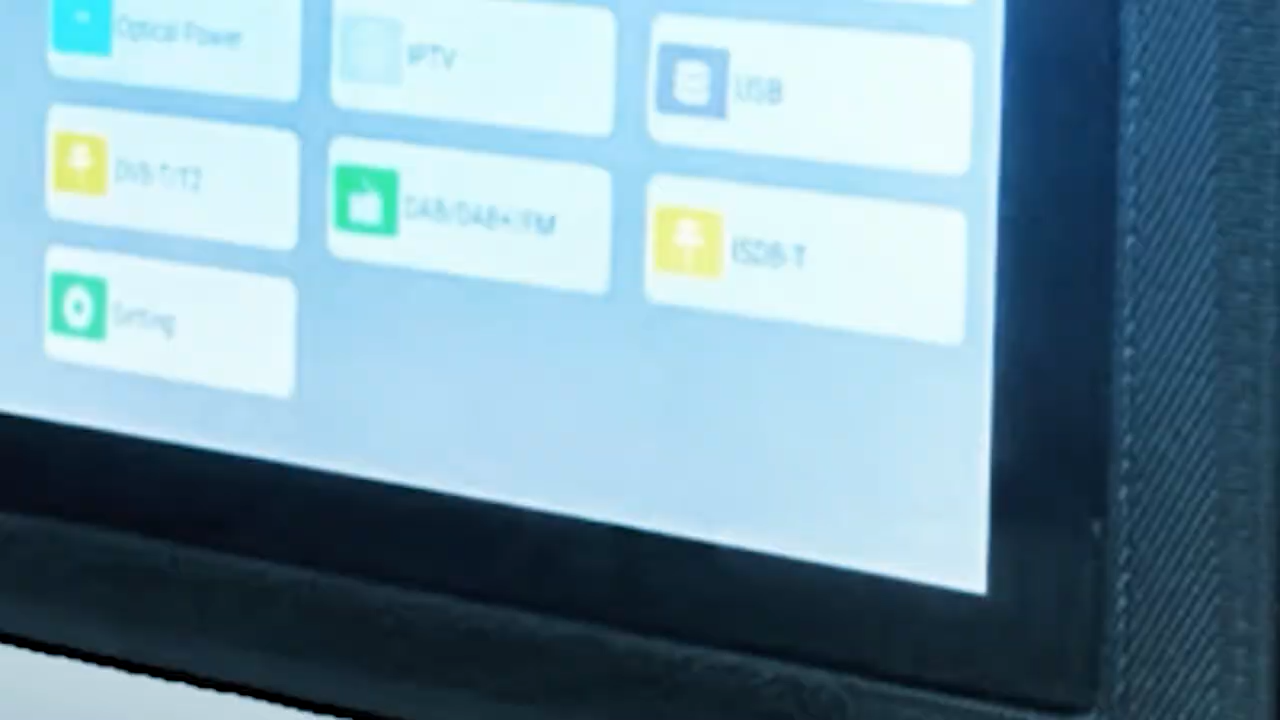 Optical Power
IPTV
USB
DVB-T/T2
DAB/DAB+/FM
ISDB-T
Setting